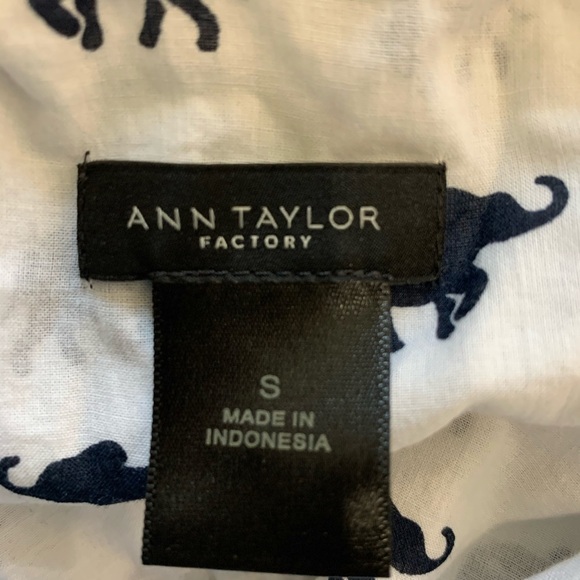 ANN TAYLOR
FACTORY
S
MADE IN
INDONESIA